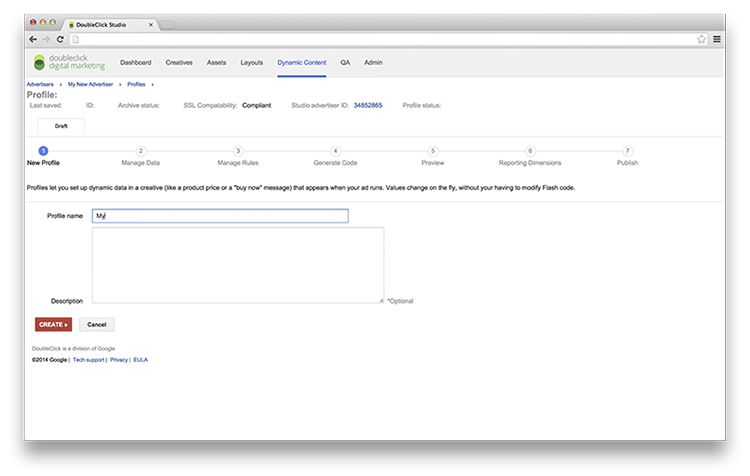 DoubleClick Studio
doubleclick
digital marketing
Dashboard Creatives Assets Layouts Dynamic Content QA Admin
Advertisers › My New Advertiser › Profiles ›
Profile:
Last saved: ID: Archive status: SSL Compatability: Compliant Studio advertiser ID: 34852865 Profile status:
Draft
1 2 3 4 5 6 7
New Profile Manage Data Manage Rules Generate Code Preview Reporting Dimensions Publish
Profiles let you set up dynamic data in a creative (like a product price or a "buy now" message) that appears when your ad runs. Values change on the fly, without your having to modify Flash code.
Profile name My
Description *Optional
CREATE » Cancel
DoubleClick is a division of Google
©2014 Google | Tech support | Privacy | EULA